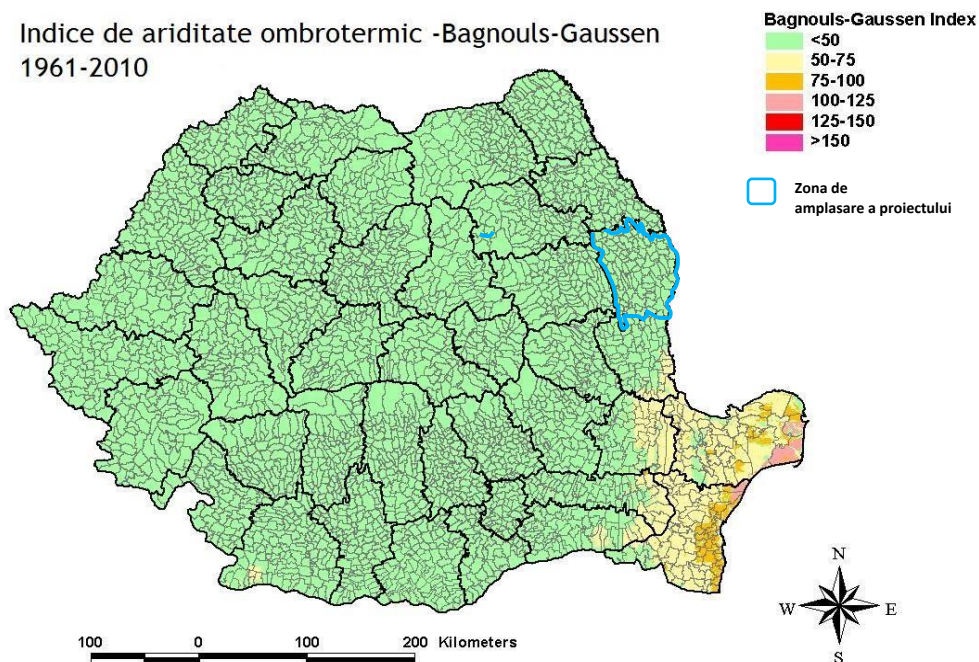 Indice de ariditate ombrotermic -Bagnouls-Gaussen
1961-2010
Bagnouls-Gaussen Index
<50
50-75
75-100
100-125
125-150
>150
Zona de
amplasare a proiectului
N
W
E
S
100 0 100 200 Kilometers